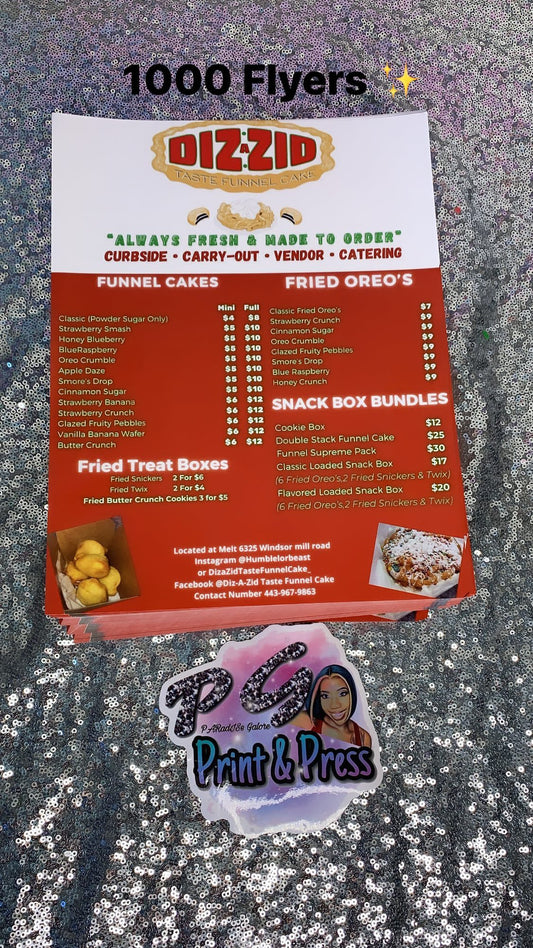 1000 Flyers ✨
DIZ A ZID
TASTE FUNNEL CAKE
"ALWAYS FRESH & MADE TO ORDER"
CURBSIDE • CARRY-OUT • VENDOR • CATERING
FUNNEL CAKES
Mini Full
Classic (Powder Sugar Only) $4 $8
Strawberry Smash $5 $10
Honey Blueberry $5 $10
BlueRaspberry $5 $10
Oreo Crumble $5 $10
Apple Daze $5 $10
Smore's Drop $5 $10
Cinnamon Sugar $5 $10
Strawberry Banana $6 $12
Strawberry Crunch $6 $12
Glazed Fruity Pebbles $6 $12
Vanilla Banana Wafer $6 $12
Butter Crunch $6 $12
Fried Treat Boxes
Fried Snickers 2 For $6
Fried Twix 2 For $4
Fried Butter Crunch Cookies 3 for $5
FRIED OREO'S
Classic Fried Oreo's $7
Strawberry Crunch $9
Cinnamon Sugar $9
Oreo Crumble $9
Glazed Fruity Pebbles $9
Smore's Drop $9
Blue Raspberry $9
Honey Crunch $9
SNACK BOX BUNDLES
Cookie Box $12
Double Stack Funnel Cake $25
Funnel Supreme Pack $30
Classic Loaded Snack Box $17
(6 Fried Oreo's,2 Fried Snickers & Twix)
Flavored Loaded Snack Box $20
(6 Fried Oreo's,2 Fried Snickers & Twix)
Located at Melt 6325 Windsor mill road
Instagram @Humblelorbeast
or DizaZidTasteFunnelCake_
Facebook @Diz-A-Zid Taste Funnel Cake
Contact Number 443-967-9863
PG
PARadiSe Galore
Print & Press